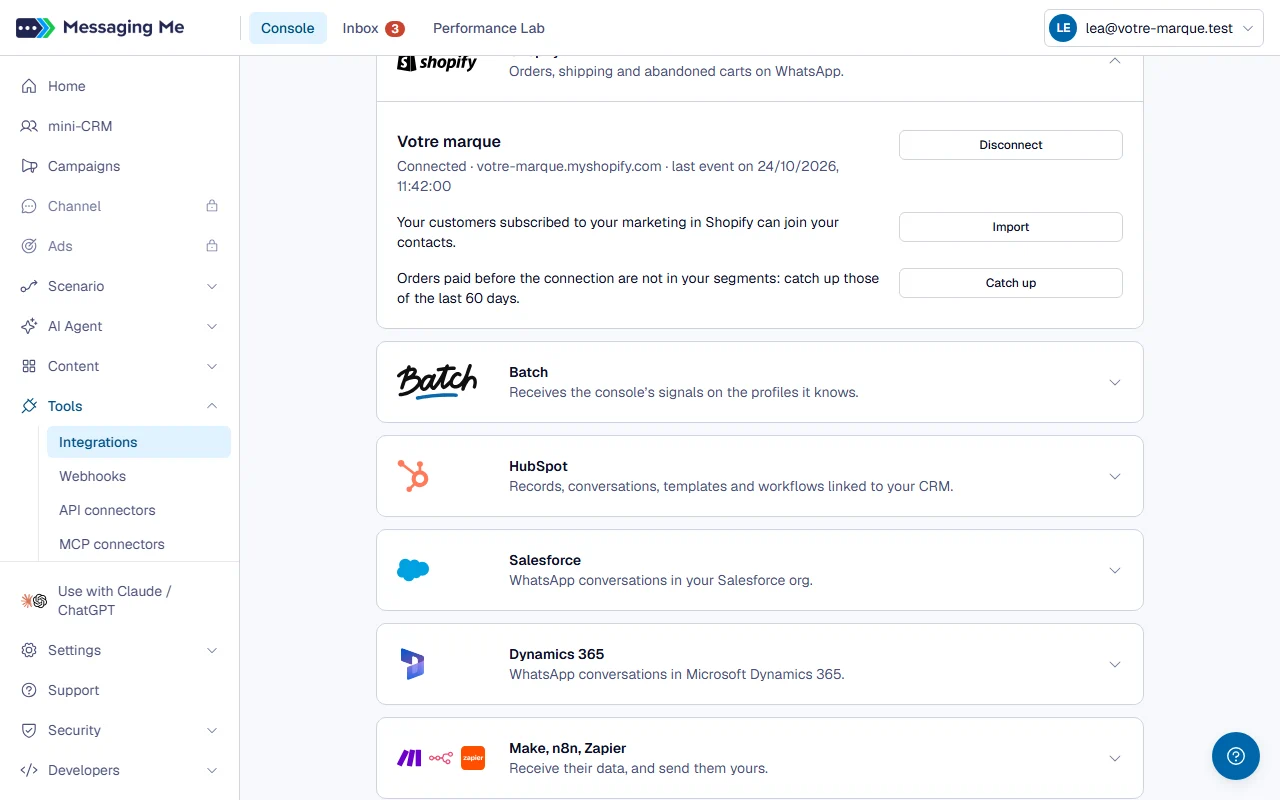 Messaging Me
Console
Inbox 3
Performance Lab
LE
lea@votre-marque.test
Home
mini-CRM
Campaigns
Channel
Ads
Scenario
AI Agent
Content
Tools
Integrations
Webhooks
API connectors
MCP connectors
Use with Claude /
ChatGPT
Settings
Support
Security
Developers
shopify
Orders, shipping and abandoned carts on WhatsApp.
Votre marque
Connected · votre-marque.myshopify.com · last event on 24/10/2026,
11:42:00
Disconnect
Your customers subscribed to your marketing in Shopify can join your
contacts.
Import
Orders paid before the connection are not in your segments: catch up those
of the last 60 days.
Catch up
Batch
Batch
Receives the console's signals on the profiles it knows.
HubSpot
Records, conversations, templates and workflows linked to your CRM.
Salesforce
WhatsApp conversations in your Salesforce org.
Dynamics 365
WhatsApp conversations in Microsoft Dynamics 365.
zapier
Make, n8n, Zapier
Receive their data, and send them yours.